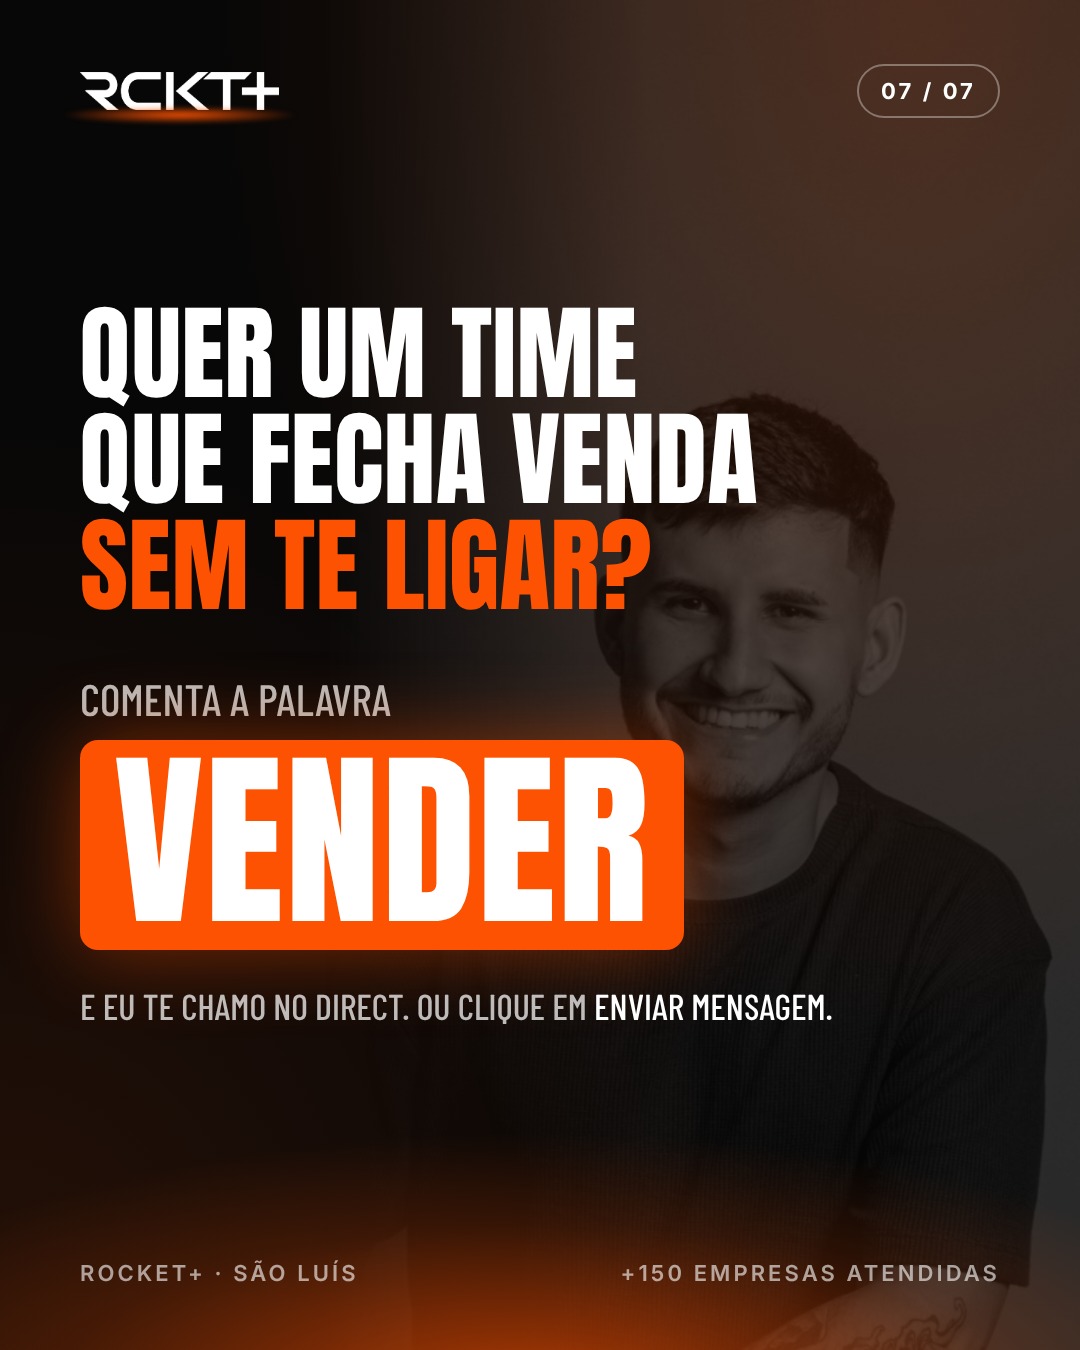 RCKT+
07 / 07
QUER UM TIME
QUE FECHA VENDA
SEM TE LIGAR?
COMENTA A PALAVRA
VENDER
E EU TE CHAMO NO DIRECT. OU CLIQUE EM ENVIAR MENSAGEM.
ROCKET+ · SÃO LUÍS
+150 EMPRESAS ATENDIDAS